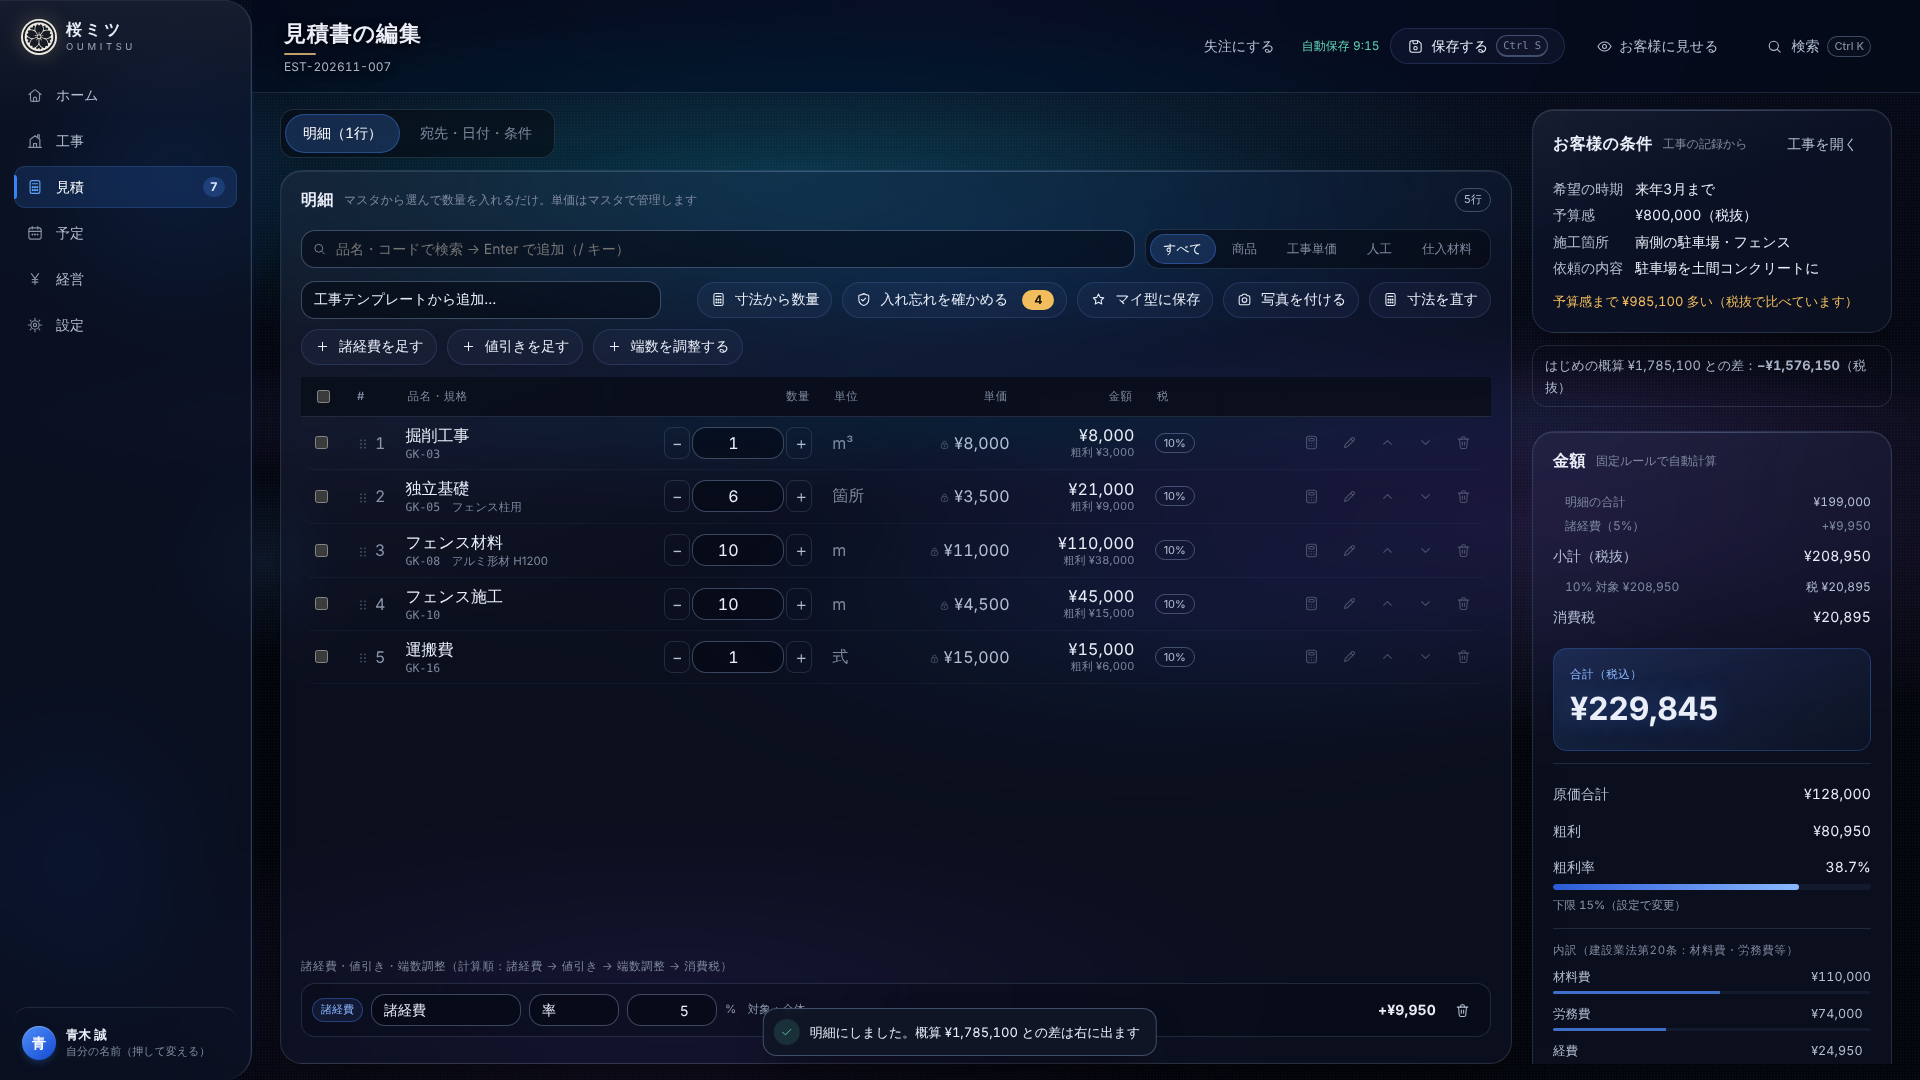 桜ミツ
OUMITSU
ホーム
工事
見積 7
予定
経営
設定
青 青木 誠
自分の名前（押して変える）
見積書の編集
EST-202611-007
失注にする 自動保存 9:15 保存する Ctrl S お客様に見せる 検索 Ctrl K
明細（1行） 宛先・日付・条件
明細 マスタから選んで数量を入れるだけ。単価はマスタで管理します 5行
品名・コードで検索 → Enter で追加（/ キー）
すべて 商品 工事単価 人工 仕入材料
工事テンプレートから追加... 寸法から数量 入れ忘れを確かめる 4 マイ型に保存 写真を付ける 寸法を直す
＋ 諸経費を足す ＋ 値引きを足す ＋ 端数を調整する
# 品名・規格 数量 単位 単価 金額 税
1 掘削工事 − 1 + m³ ¥8,000 ¥8,000 10%
GK-03 粗利 ¥3,000
2 独立基礎 − 6 + 箇所 ¥3,500 ¥21,000 10%
GK-05 フェンス柱用 粗利 ¥9,000
3 フェンス材料 − 10 + m ¥11,000 ¥110,000 10%
GK-08 アルミ形材 H1200 粗利 ¥38,000
4 フェンス施工 − 10 + m ¥4,500 ¥45,000 10%
GK-10 粗利 ¥15,000
5 運搬費 − 1 + 式 ¥15,000 ¥15,000 10%
GK-16 粗利 ¥6,000
諸経費・値引き・端数調整（計算順：諸経費 → 値引き → 端数調整 → 消費税）
諸経費 諸経費 率 5 % 対象：全体 +¥9,950
明細にしました。概算 ¥1,785,100 との差は右に出ます
お客様の条件 工事の記録から 工事を開く
希望の時期 来年3月まで
予算感 ¥800,000（税抜）
施工箇所 南側の駐車場・フェンス
依頼の内容 駐車場を土間コンクリートに
予算感まで ¥985,100 多い（税抜で比べています）
はじめの概算 ¥1,785,100 との差：−¥1,576,150（税
抜）
金額 固定ルールで自動計算
明細の合計 ¥199,000
諸経費（5%） +¥9,950
小計（税抜） ¥208,950
10% 対象 ¥208,950 税 ¥20,895
消費税 ¥20,895
合計（税込）
¥229,845
原価合計 ¥128,000
粗利 ¥80,950
粗利率 38.7%
下限 15%（設定で変更）
内訳（建設業法第20条：材料費・労務費等）
材料費 ¥110,000
労務費 ¥74,000
経費 ¥24,950